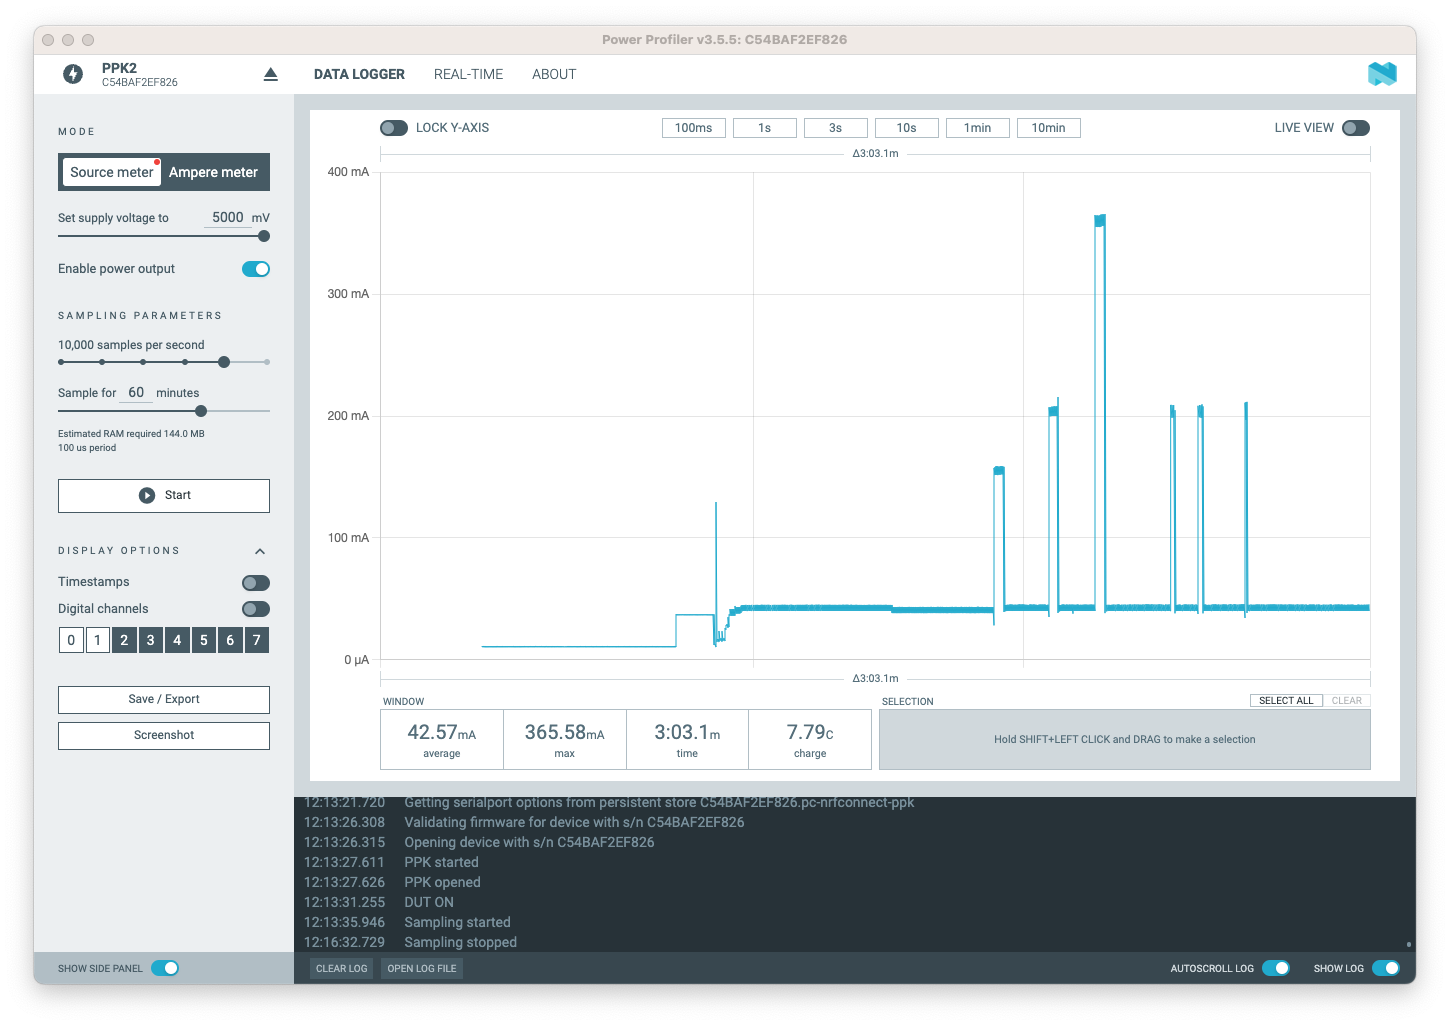 Power Profiler v3.5.5: C54BAF2EF826
PPK2
C54BAF2EF826
DATA LOGGER REAL-TIME ABOUT
MODE
Source meter Ampere meter
Set supply voltage to 5000 mV
Enable power output
SAMPLING PARAMETERS
10,000 samples per second
Sample for 60 minutes
Estimated RAM required 144.0 MB
100 us period
Start
DISPLAY OPTIONS
Timestamps
Digital channels
0 1 2 3 4 5 6 7
Save / Export
Screenshot
SHOW SIDE PANEL
LOCK Y-AXIS 100ms 1s 3s 10s 1min 10min LIVE VIEW
Δ3:03.1m
400 mA
300 mA
200 mA
100 mA
0 µA
Δ3:03.1m
WINDOW
42.57mA 365.58mA 3:03.1m 7.79C
average max time charge
SELECTION SELECT ALL CLEAR
Hold SHIFT+LEFT CLICK and DRAG to make a selection
12:13:21.720 Getting serialport options from persistent store C54BAF2EF826.pc-nrfconnect-ppk
12:13:26.308 Validating firmware for device with s/n C54BAF2EF826
12:13:26.315 Opening device with s/n C54BAF2EF826
12:13:27.611 PPK started
12:13:27.626 PPK opened
12:13:31.255 DUT ON
12:13:35.946 Sampling started
12:16:32.729 Sampling stopped
CLEAR LOG OPEN LOG FILE AUTOSCROLL LOG SHOW LOG